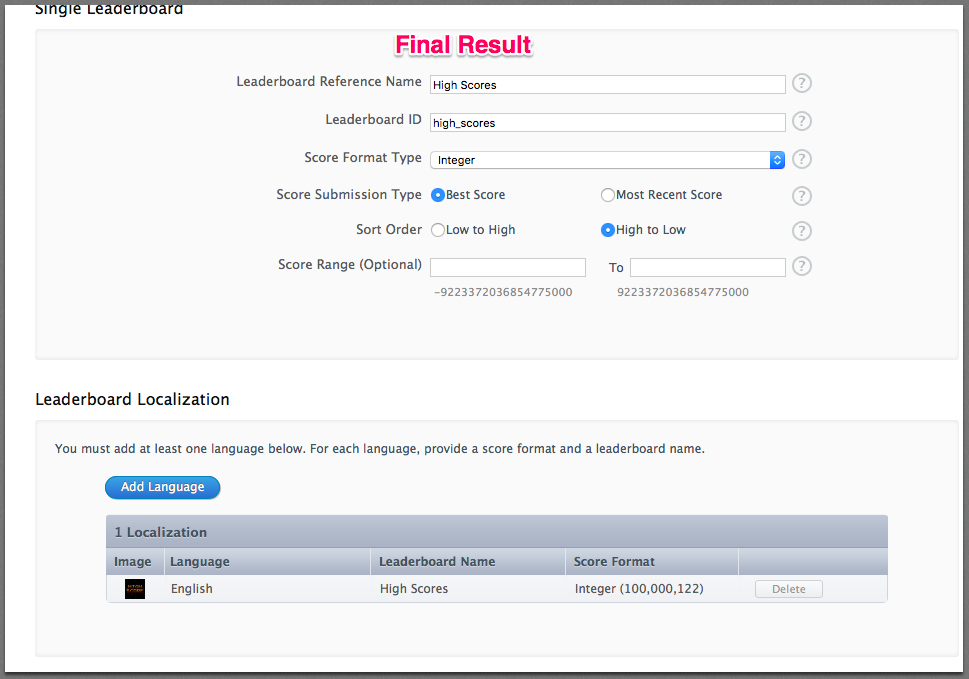 Single Leaderboard
Final Result
Leaderboard Reference Name High Scores ?
Leaderboard ID high_scores ?
Score Format Type Integer ?
Score Submission Type Best Score Most Recent Score ?
Sort Order Low to High High to Low ?
Score Range (Optional) To ?
-9223372036854775000 9223372036854775000
Leaderboard Localization
You must add at least one language below. For each language, provide a score format and a leaderboard name.
Add Language
1 Localization
Image Language Leaderboard Name Score Format
HIGH
SCORE
English High Scores Integer (100,000,122) Delete